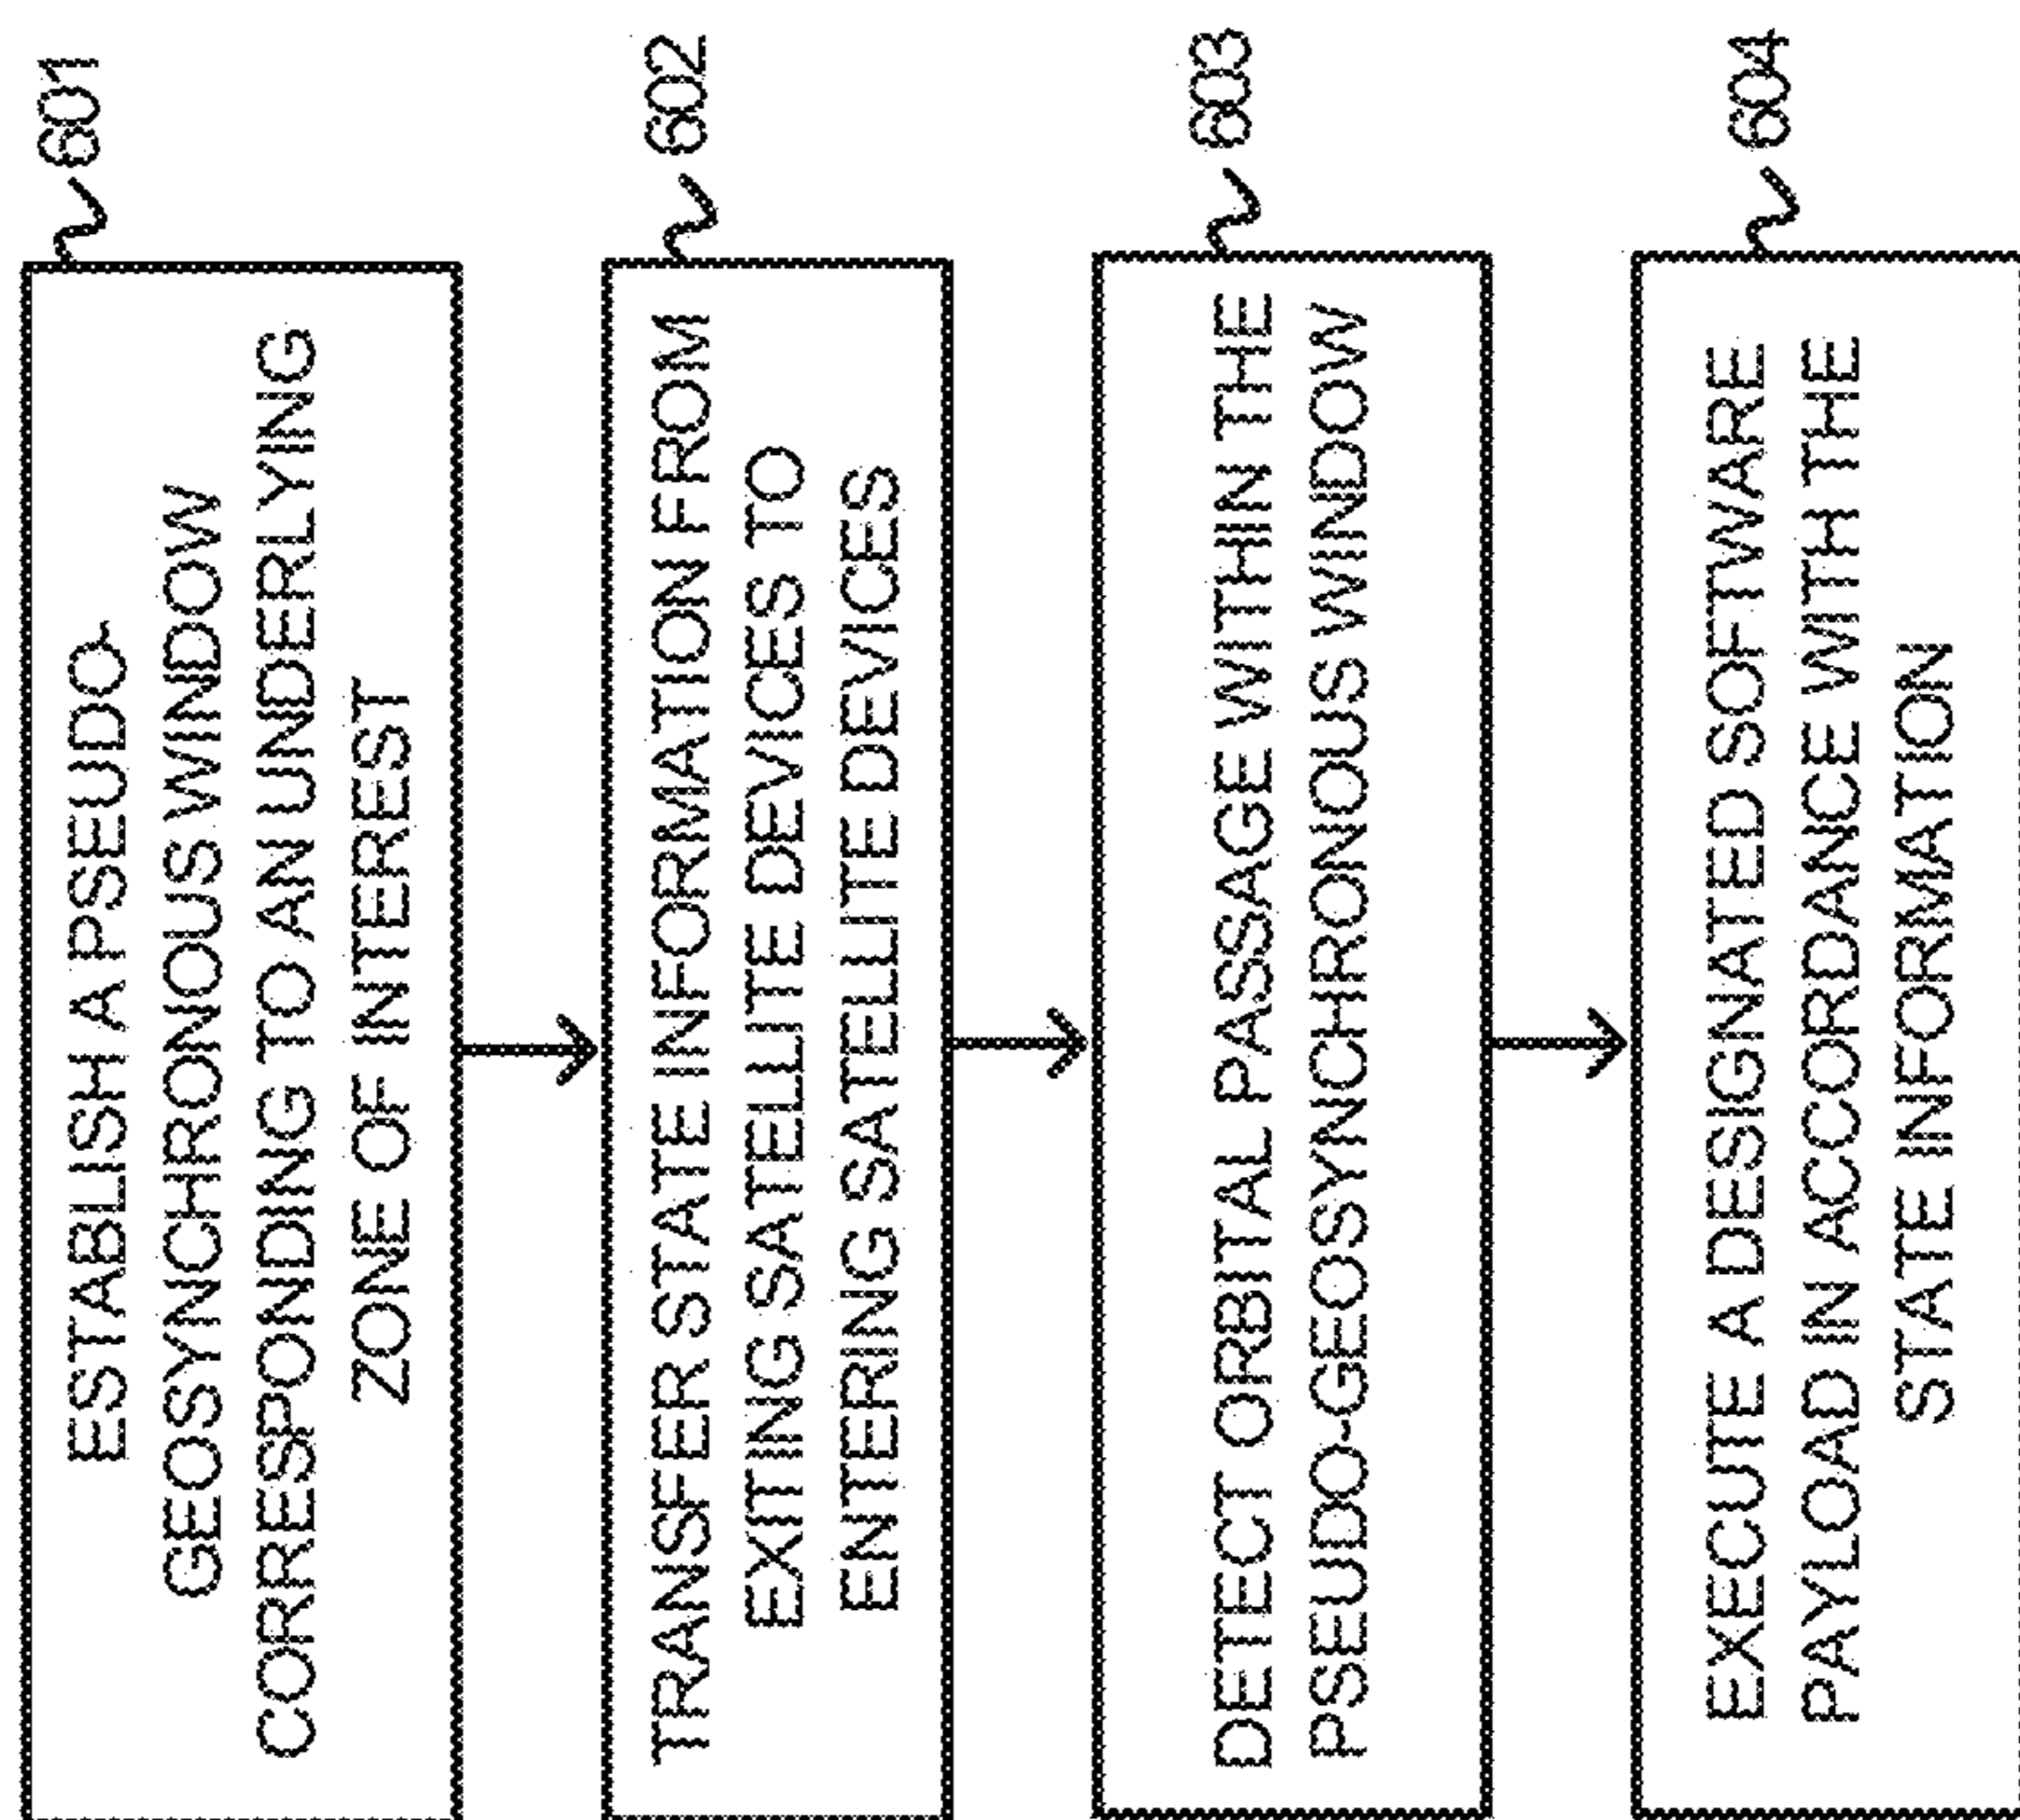 601
ESTABLISH A PSEUDO-
GEOSYNCHRONOUS WINDOW
CORRESPONDING TO AN UNDERLYING
ZONE OF INTEREST
602
TRANSFER STATE INFORMATION FROM
EXITING SATELLITE DEVICES TO
ENTERING SATELLITE DEVICES
603
DETECT ORBITAL PASSAGE WITHIN THE
PSEUDO-GEOSYNCHRONOUS WINDOW
604
EXECUTE A DESIGNATED SOFTWARE
PAYLOAD IN ACCORDANCE WITH THE
STATE INFORMATION